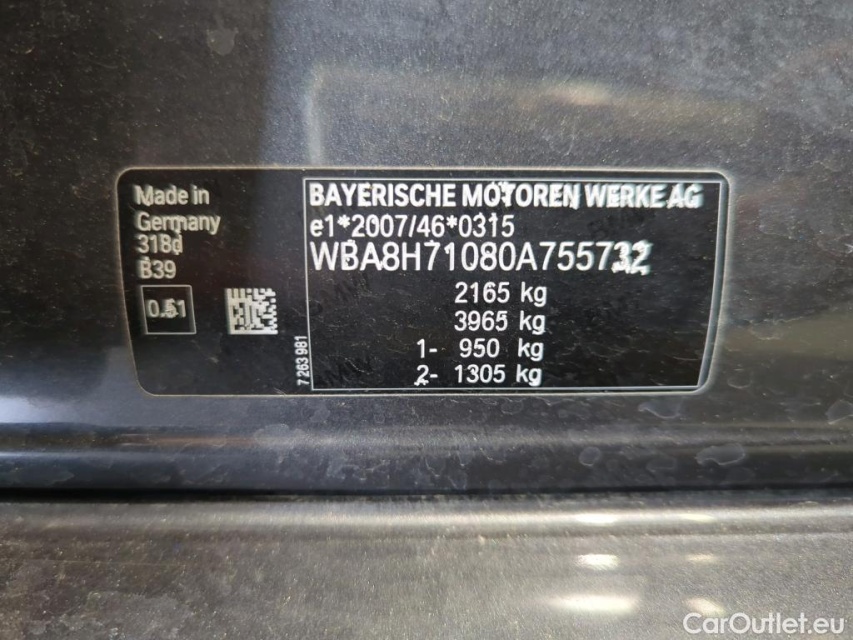 Made in
Germany
318d
B39
0.51
7 263 981
BAYERISCHE MOTOREN WERKE AG
e1*2007/46*0315
WBA8H71080A755732
2165 kg
3965 kg
1- 950 kg
2- 1305 kg
CarOutlet.eu